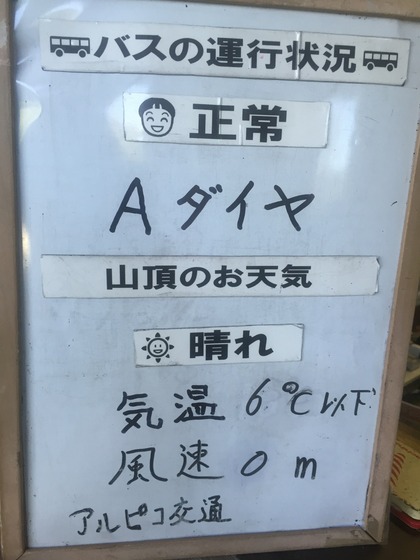 バスの運行状況
正常
Aダイヤ
山頂のお天気
晴れ
気温 6℃以下
風速 0m
アルピコ交通